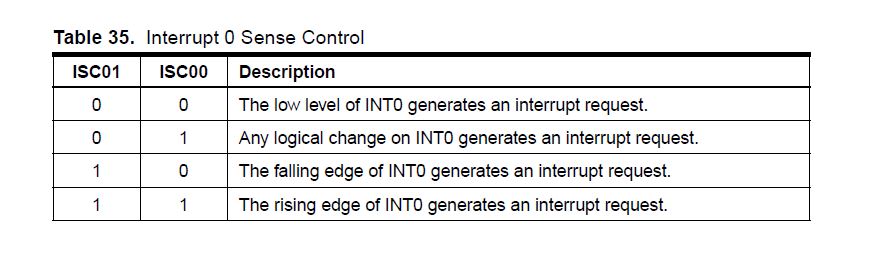 Table 35. Interrupt 0 Sense Control
ISC01 ISC00 Description
0 0 The low level of INT0 generates an interrupt request.
0 1 Any logical change on INT0 generates an interrupt request.
1 0 The falling edge of INT0 generates an interrupt request.
1 1 The rising edge of INT0 generates an interrupt request.